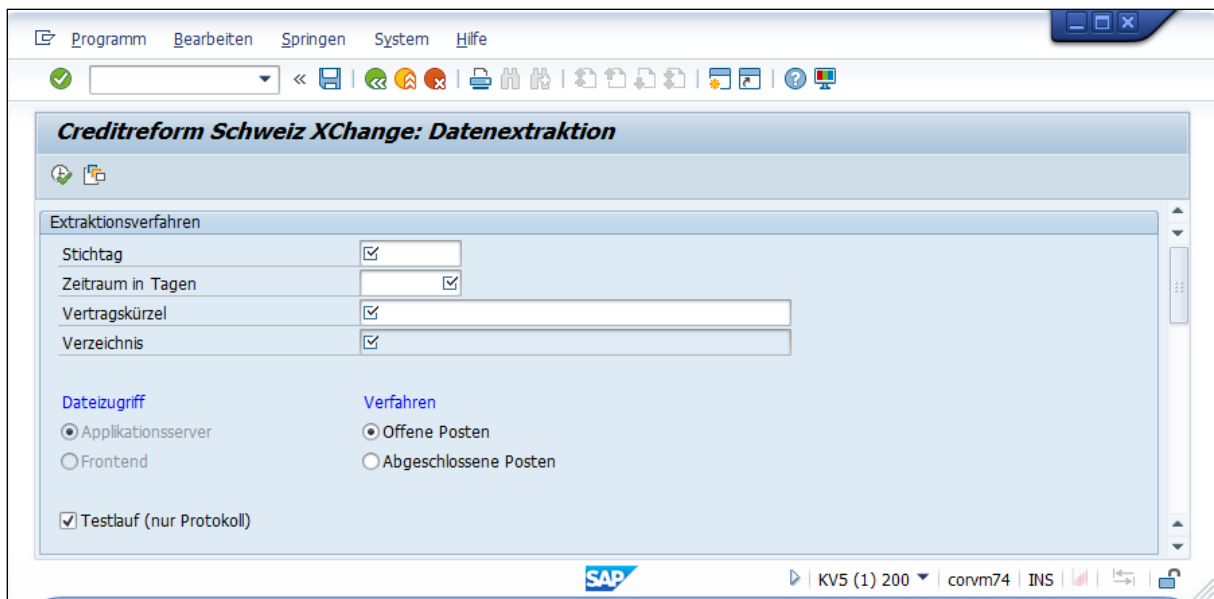 Programm Bearbeiten Springen System Hilfe
Creditreform Schweiz XChange: Datenextraktion
Extraktionsverfahren
Stichtag
Zeitraum in Tagen
Vertragskürzel
Verzeichnis
Dateizugriff Verfahren
Applikationsserver Offene Posten
Frontend Abgeschlossene Posten
Testlauf (nur Protokoll)
SAP KV5 (1) 200 corvm74 INS